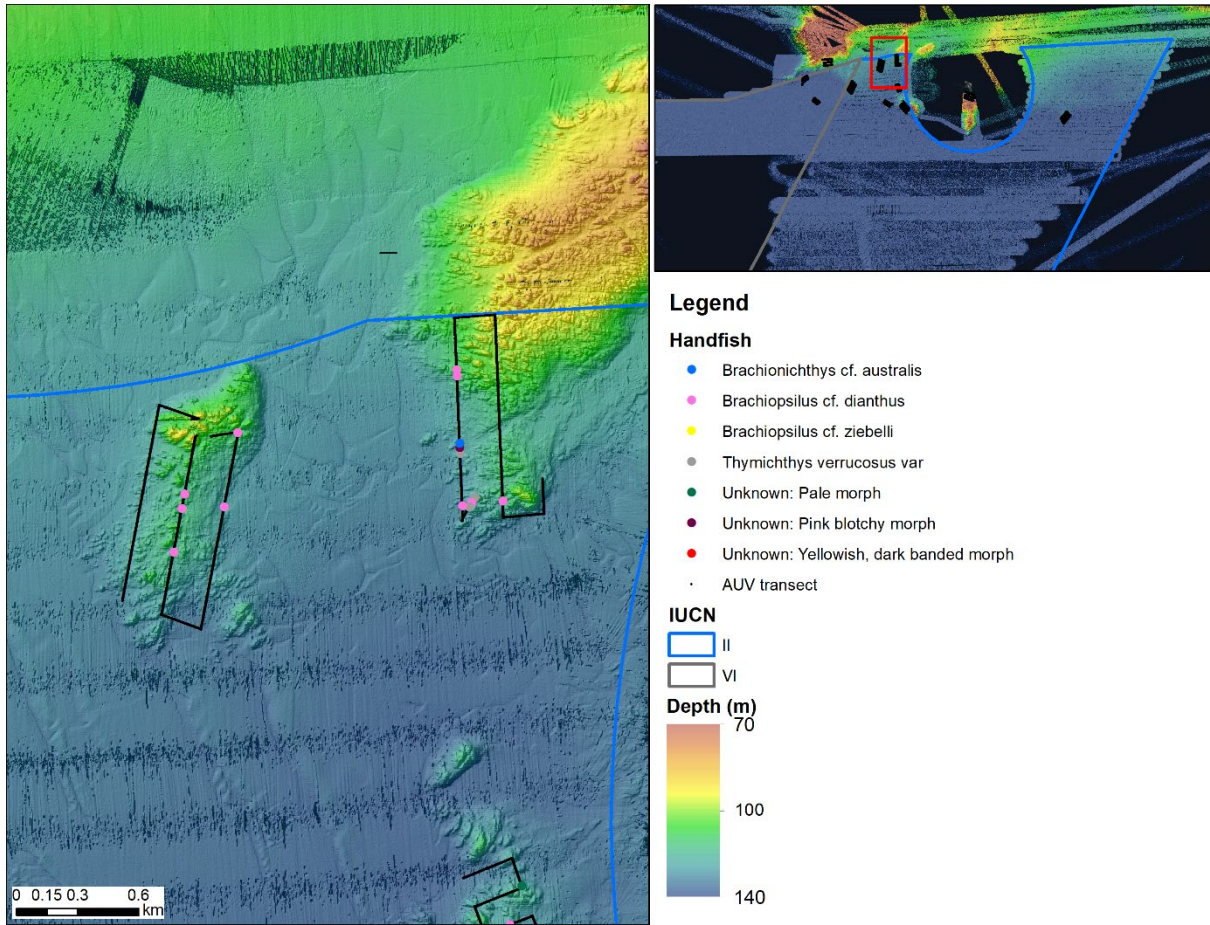 Legend
Handfish
Brachionichthys cf. australis
Brachiopsilus cf. dianthus
Brachiopsilus cf. ziebelli
Thymichthys verrucosus var
Unknown: Pale morph
Unknown: Pink blotchy morph
Unknown: Yellowish, dark banded morph
AUV transect
IUCN
II
VI
Depth (m)
70
100
140
0 0.15 0.3 0.6
km